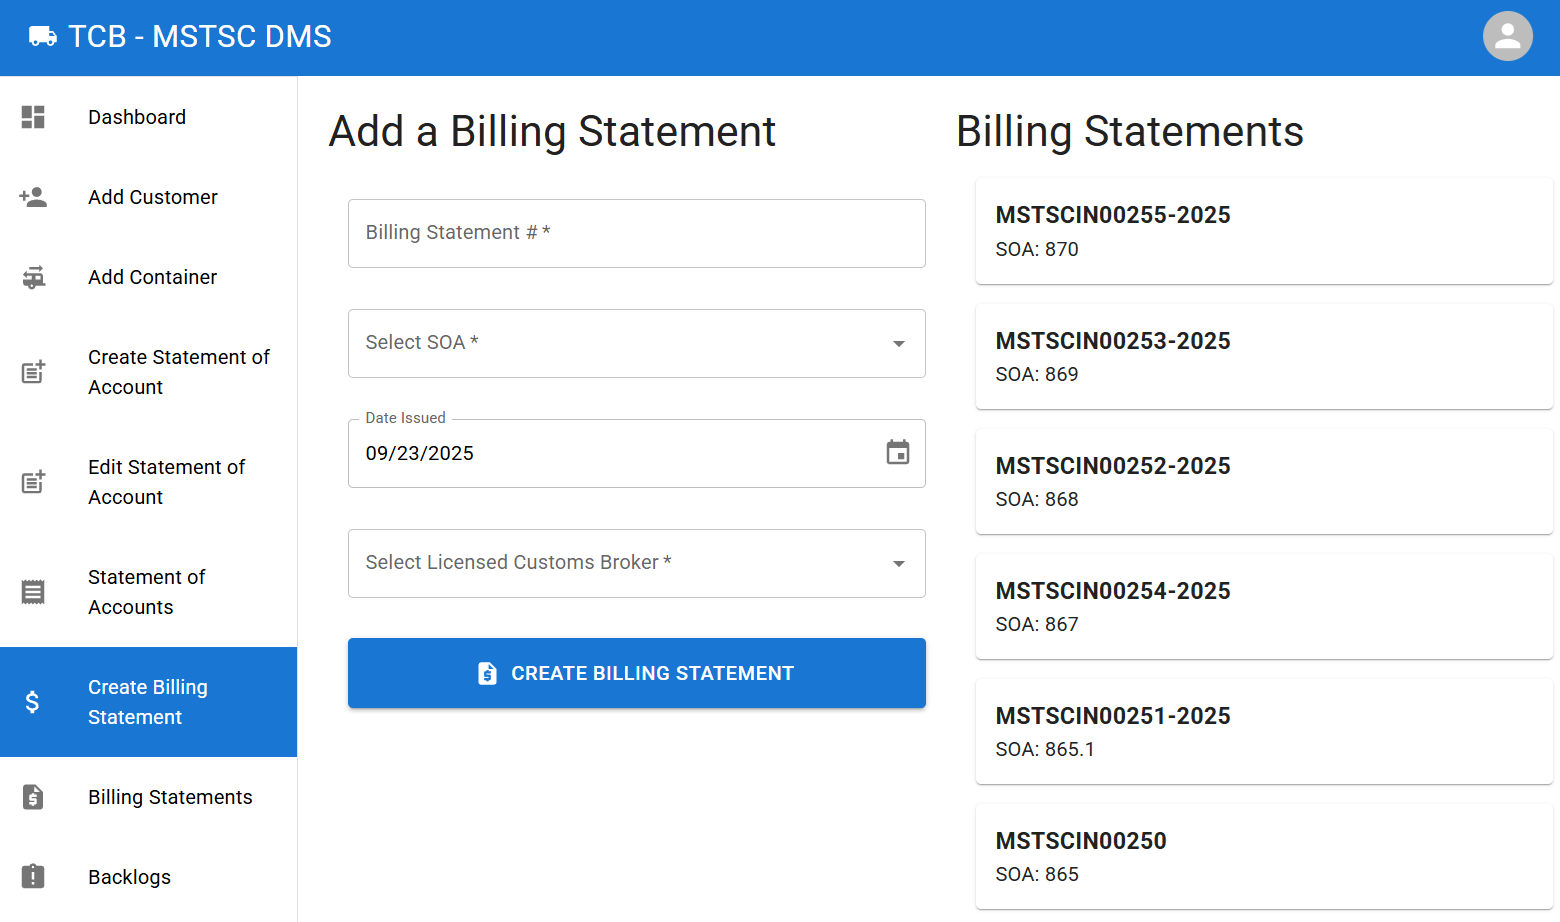 TCB - MSTSC DMS
Dashboard
Add Customer
Add Container
Create Statement of
Account
Edit Statement of
Account
Statement of
Accounts
Create Billing
Statement
Billing Statements
Backlogs
Add a Billing Statement
Billing Statement # *
Select SOA *
Date Issued
09/23/2025
Select Licensed Customs Broker *
CREATE BILLING STATEMENT
Billing Statements
MSTSCIN00255-2025
SOA: 870
MSTSCIN00253-2025
SOA: 869
MSTSCIN00252-2025
SOA: 868
MSTSCIN00254-2025
SOA: 867
MSTSCIN00251-2025
SOA: 865.1
MSTSCIN00250
SOA: 865